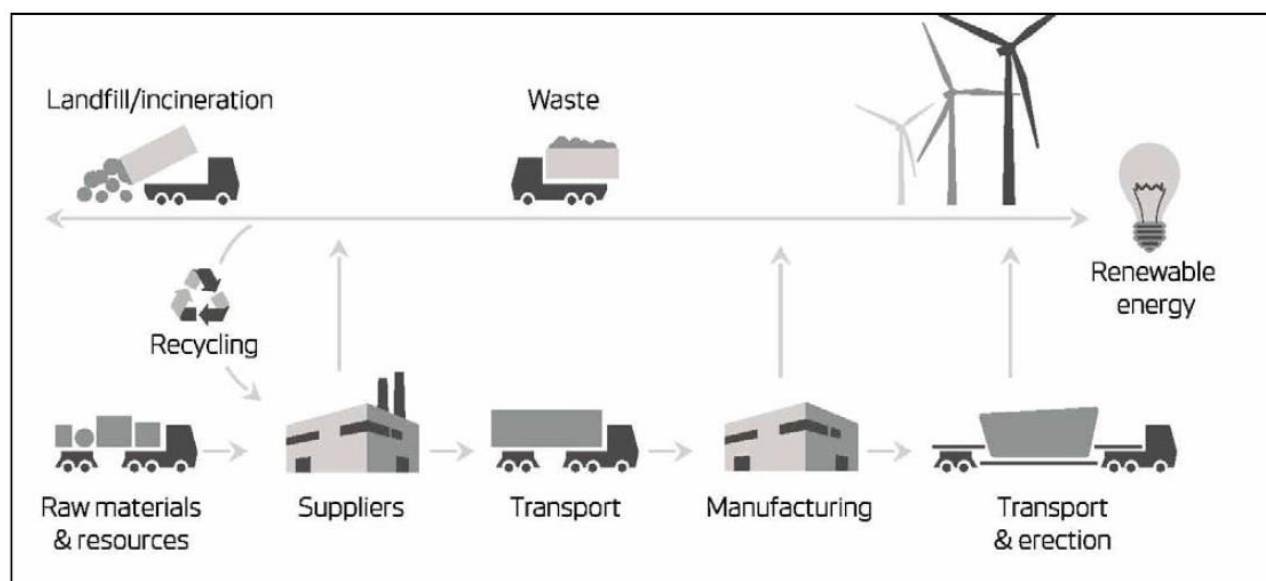 Landfill/incineration
Waste
Renewable
energy
Recycling
Raw materials
& resources
Suppliers
Transport
Manufacturing
Transport
& erection